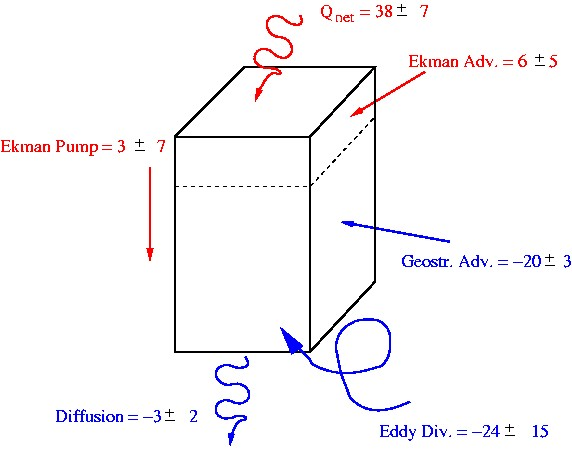 Qnet = 38 ± 7
Ekman Adv. = 6 ± 5
Ekman Pump = 3 ± 7
Geostr. Adv. = −20 ± 3
Diffusion = −3 ± 2
Eddy Div. = −24 ± 15